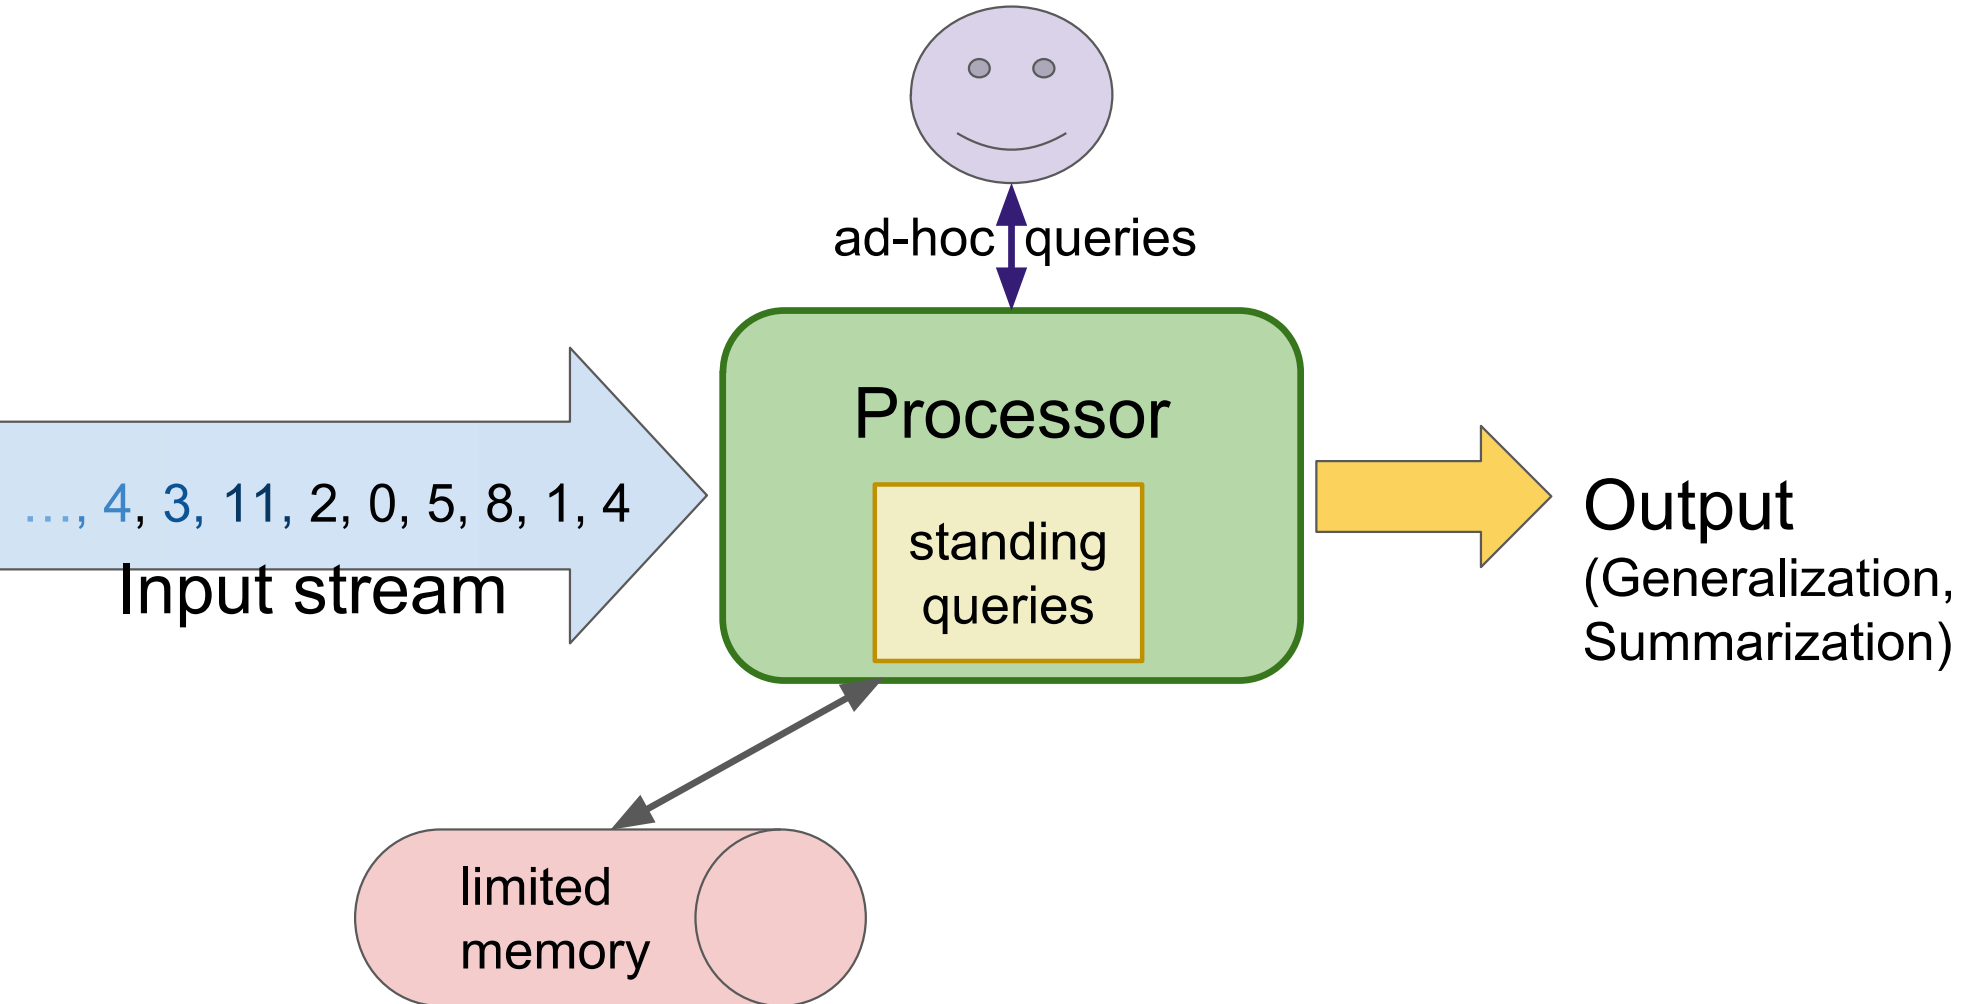 ad-hoc queries
Processor
…, 4, 3, 11, 2, 0, 5, 8, 1, 4
Input stream
standing
queries
Output
(Generalization,
Summarization)
limited
memory